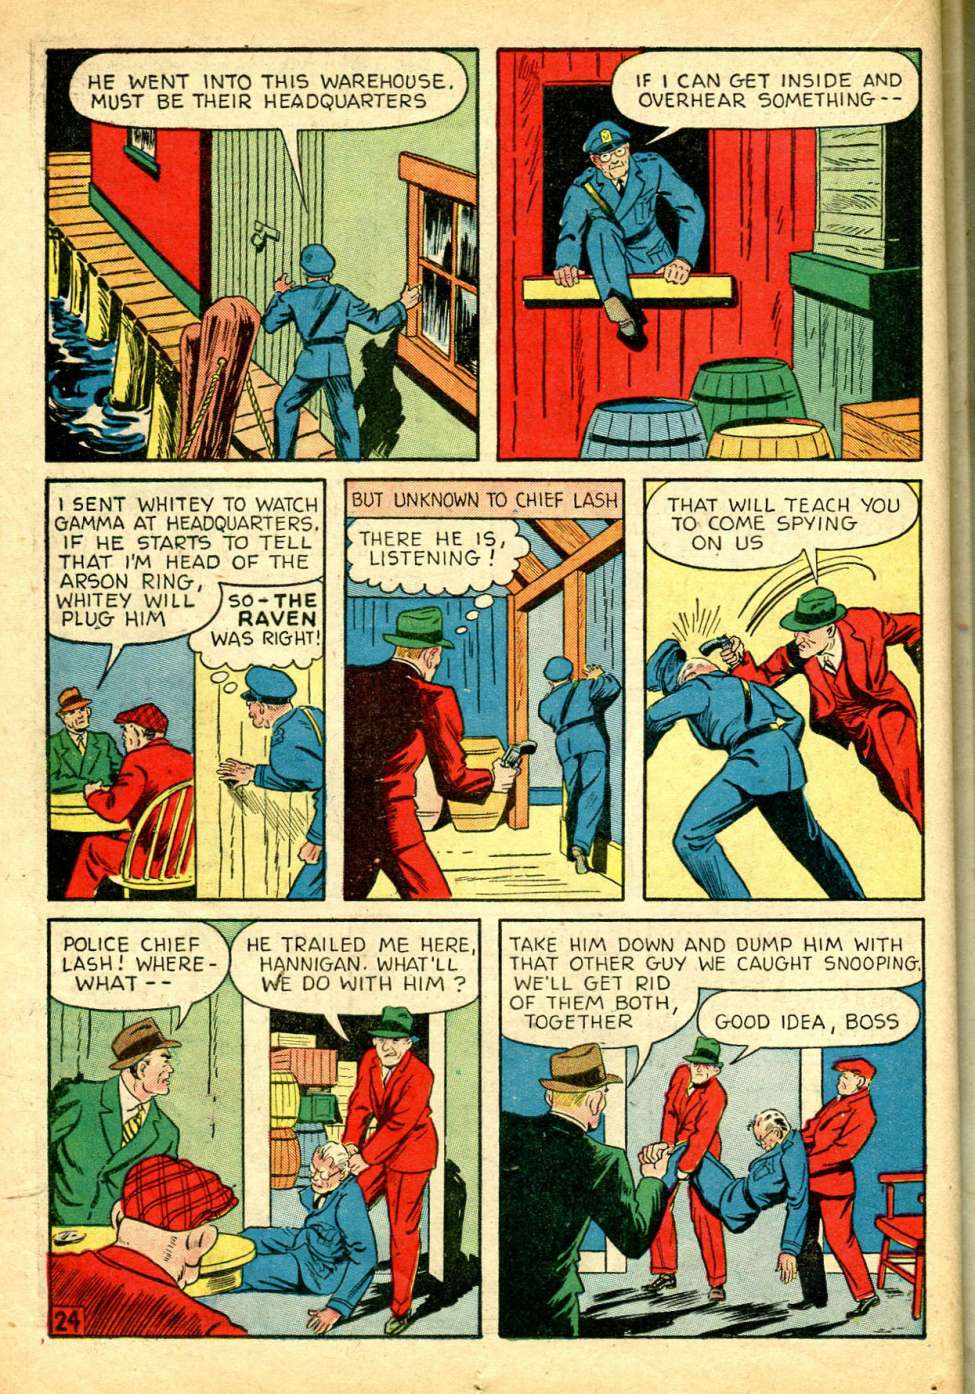 HE WENT INTO THIS WAREHOUSE.
MUST BE THEIR HEADQUARTERS
IF I CAN GET INSIDE AND
OVERHEAR SOMETHING--
I SENT WHITEY TO WATCH
GAMMA AT HEADQUARTERS.
IF HE STARTS TO TELL
THAT I'M HEAD OF THE
ARSON RING,
WHITEY WILL
PLUG HIM
SO-THE
RAVEN
WAS RIGHT!
BUT UNKNOWN TO CHIEF LASH
THERE HE IS,
LISTENING!
THAT WILL TEACH YOU
TO COME SPYING
ON US
POLICE CHIEF
LASH! WHERE-
WHAT--
HE TRAILED ME HERE,
HANNIGAN. WHAT'LL
WE DO WITH HIM?
TAKE HIM DOWN AND DUMP HIM WITH
THAT OTHER GUY WE CAUGHT SNOOPING.
WE'LL GET RID
OF THEM BOTH,
TOGETHER
GOOD IDEA, BOSS
24